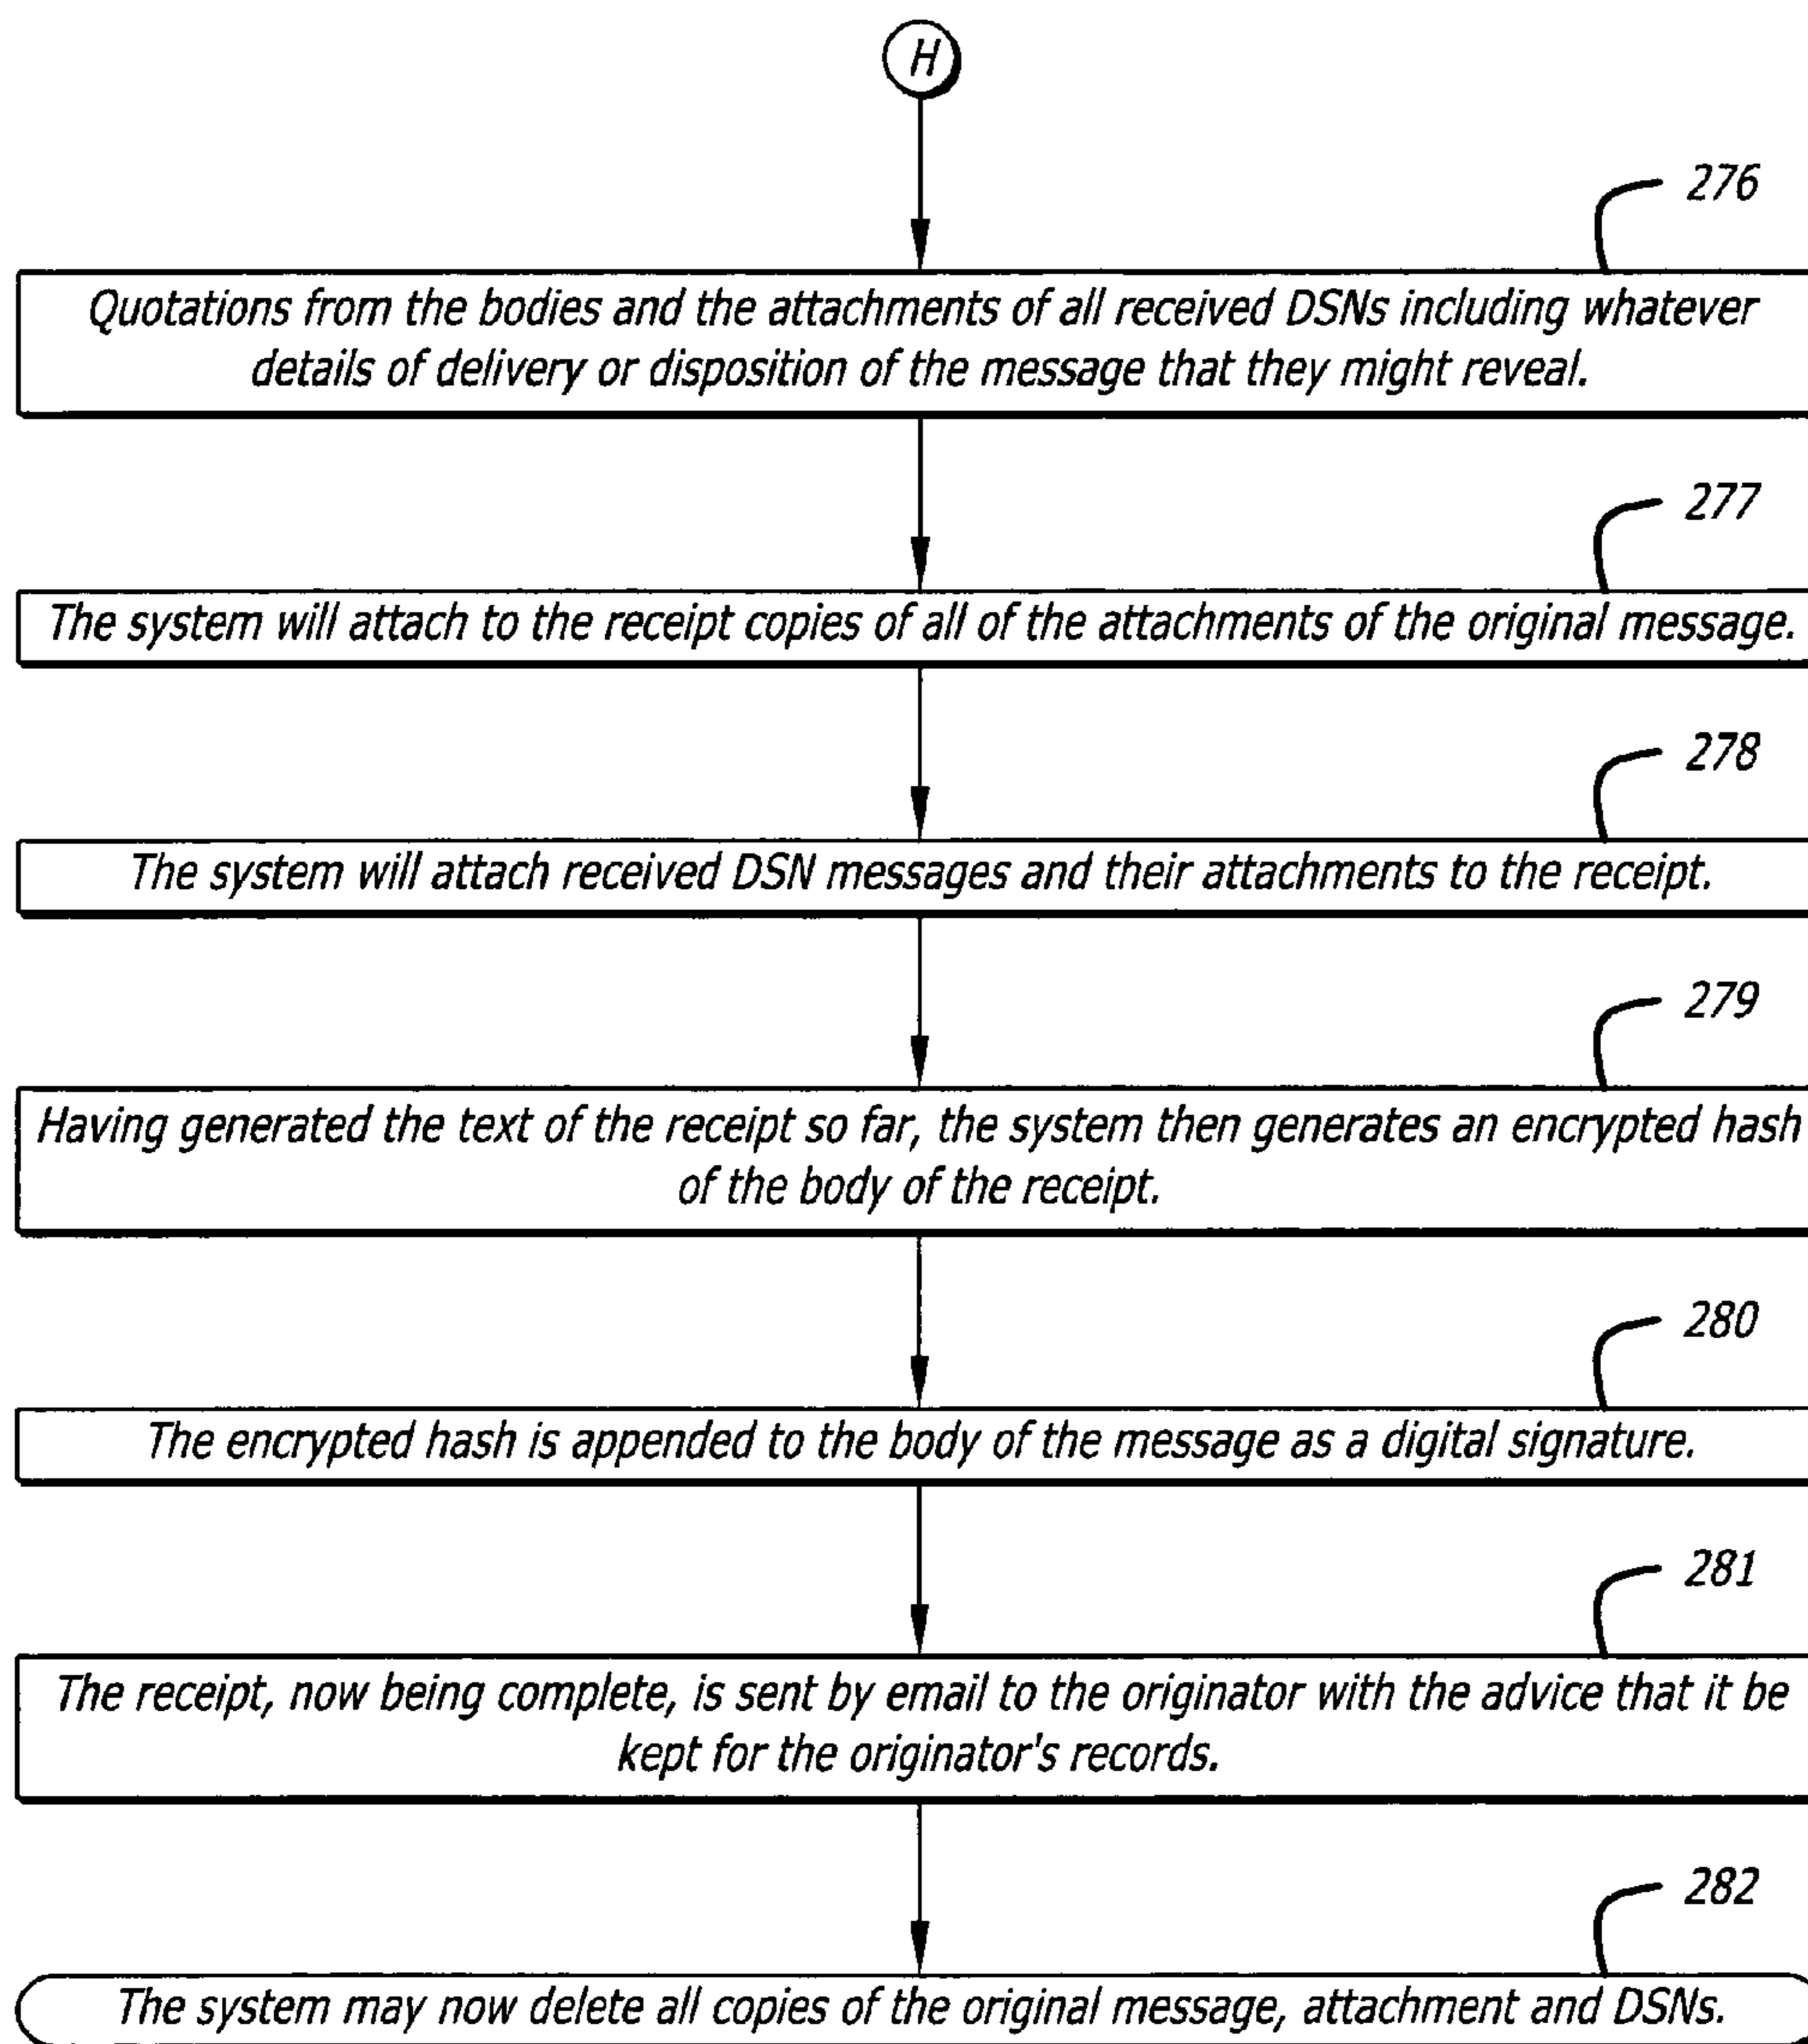 H
276
Quotations from the bodies and the attachments of all received DSNs including whatever
details of delivery or disposition of the message that they might reveal.
277
The system will attach to the receipt copies of all of the attachments of the original message.
278
The system will attach received DSN messages and their attachments to the receipt.
279
Having generated the text of the receipt so far, the system then generates an encrypted hash
of the body of the receipt.
280
The encrypted hash is appended to the body of the message as a digital signature.
281
The receipt, now being complete, is sent by email to the originator with the advice that it be
kept for the originator's records.
282
The system may now delete all copies of the original message, attachment and DSNs.